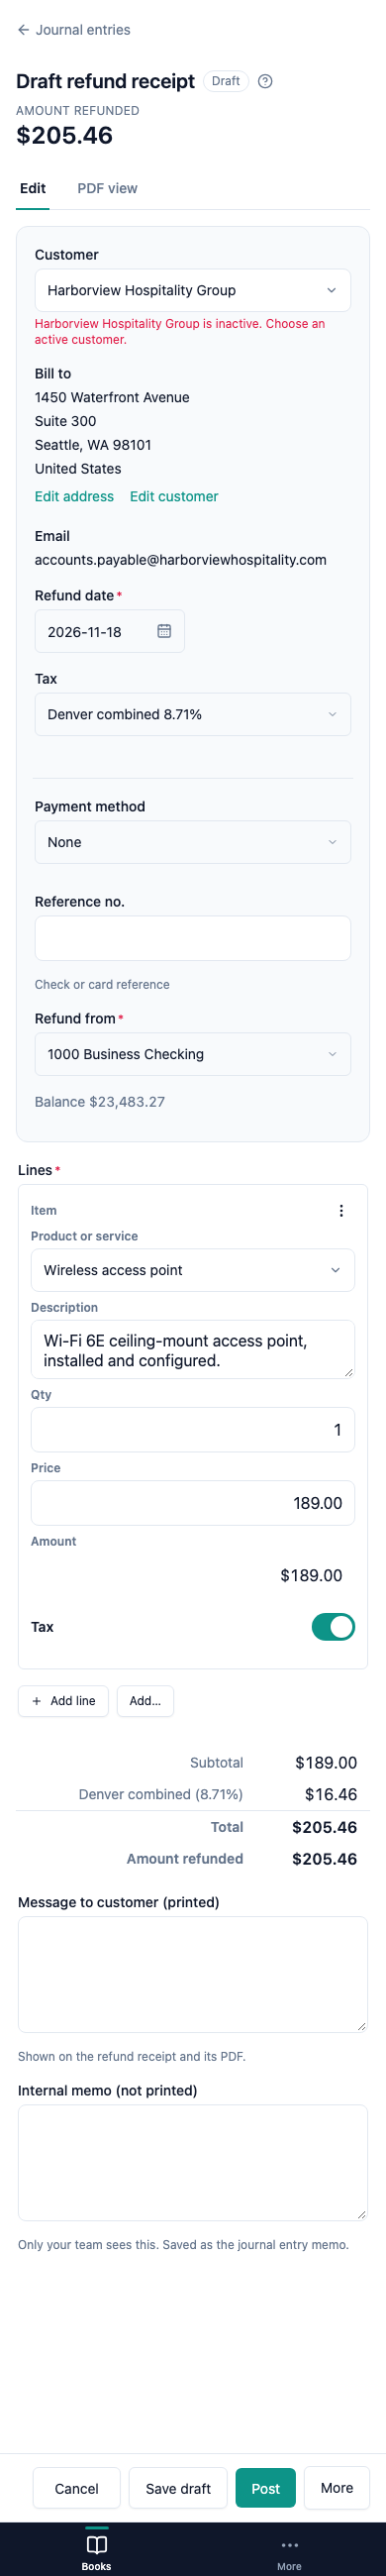 Journal entries
Draft refund receipt Draft
AMOUNT REFUNDED
$205.46
Edit PDF view
Customer
Harborview Hospitality Group
Harborview Hospitality Group is inactive. Choose an
active customer.
Bill to
1450 Waterfront Avenue
Suite 300
Seattle, WA 98101
United States
Edit address Edit customer
Email
accounts.payable@harborviewhospitality.com
Refund date*
2026-11-18
Tax
Denver combined 8.71%
Payment method
None
Reference no.
Check or card reference
Refund from*
1000 Business Checking
Balance $23,483.27
Lines*
Item
Product or service
Wireless access point
Description
Wi-Fi 6E ceiling-mount access point,
installed and configured.
Qty
1
Price
189.00
Amount
$189.00
Tax
+ Add line Add...
Subtotal $189.00
Denver combined (8.71%) $16.46
Total $205.46
Amount refunded $205.46
Message to customer (printed)
Shown on the refund receipt and its PDF.
Internal memo (not printed)
Only your team sees this. Saved as the journal entry memo.
Cancel Save draft Post More
Books More